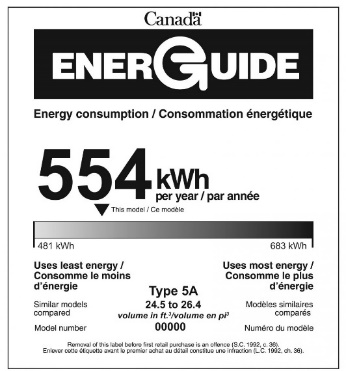 Canada
ENERGUIDE
Energy consumption / Consommation énergétique
554 kWh
per year / par année
This model / Ce modèle
481 kWh 683 kWh
Uses least energy / Uses most energy /
Consomme le moins Consomme le plus
d'énergie d'énergie
Type 5A
Similar models 24.5 to 26.4 Modèles similaires
compared volume in ft.³/volume en pi³ comparés
Model number 00000 Numéro du modèle
Removal of this label before first retail purchase is an offence (S.C. 1992, c. 36).
Enlever cette étiquette avant le premier achat au détail constitue une infraction (L.C. 1992, ch. 36).